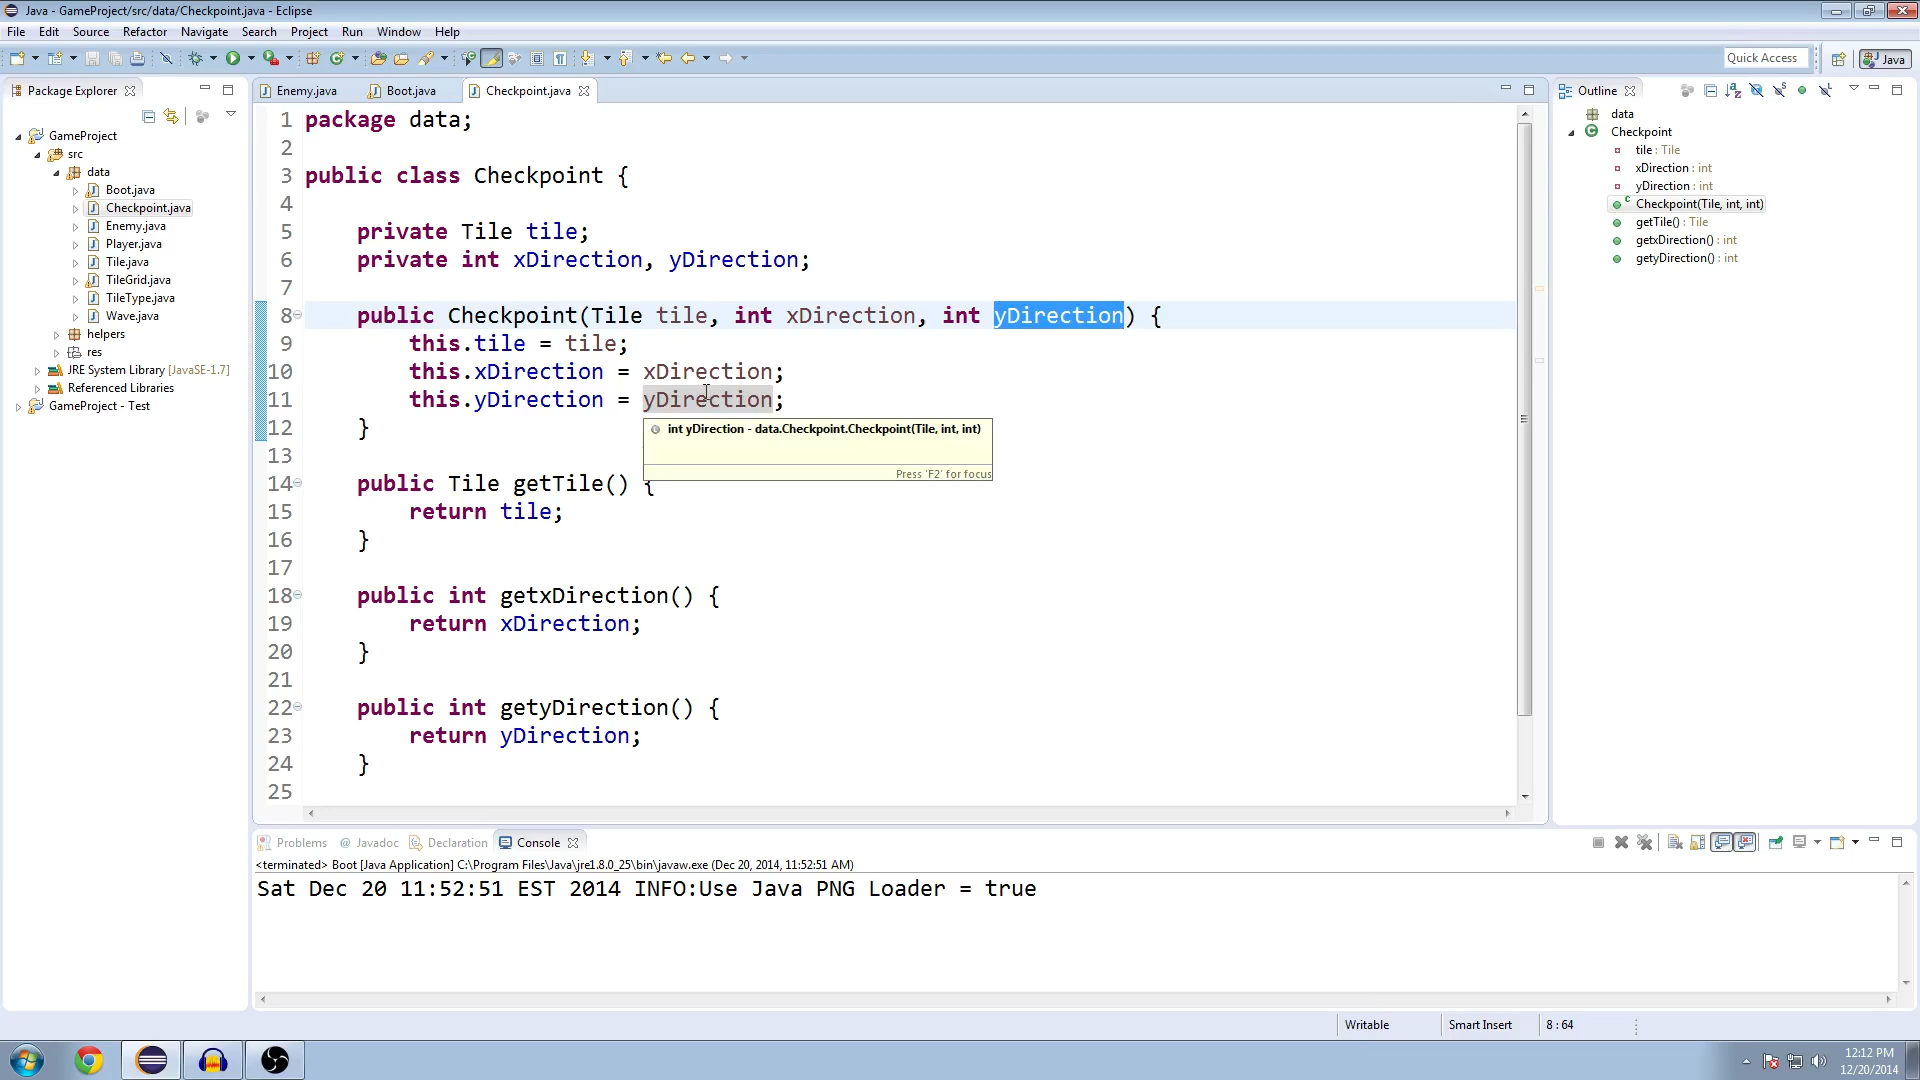 Java - GameProject/src/data/Checkpoint.java - Eclipse
File Edit Source Refactor Navigate Search Project Run Window Help
Quick Access
Java
Package Explorer
GameProject
src
data
Boot.java
Checkpoint.java
Enemy.java
Player.java
Tile.java
TileGrid.java
TileType.java
Wave.java
helpers
res
JRE System Library [JavaSE-1.7]
Referenced Libraries
GameProject - Test
Enemy.java Boot.java Checkpoint.java
1 package data;
2
3 public class Checkpoint {
4
5 private Tile tile;
6 private int xDirection, yDirection;
7
8 public Checkpoint(Tile tile, int xDirection, int yDirection) {
9 this.tile = tile;
10 this.xDirection = xDirection;
11 this.yDirection = yDirection;
12 }
int yDirection - data.Checkpoint.Checkpoint(Tile, int, int)
Press 'F2' for focus
13
14 public Tile getTile() {
15 return tile;
16 }
17
18 public int getxDirection() {
19 return xDirection;
20 }
21
22 public int getyDirection() {
23 return yDirection;
24 }
25
Outline
data
Checkpoint
tile : Tile
xDirection : int
yDirection : int
Checkpoint(Tile, int, int)
getTile() : Tile
getxDirection() : int
getyDirection() : int
Problems @ Javadoc Declaration Console
<terminated> Boot [Java Application] C:\Program Files\Java\jre1.8.0_25\bin\javaw.exe (Dec 20, 2014, 11:52:51 AM)
Sat Dec 20 11:52:51 EST 2014 INFO:Use Java PNG Loader = true
Writable Smart Insert 8 : 64
12:12 PM
12/20/2014